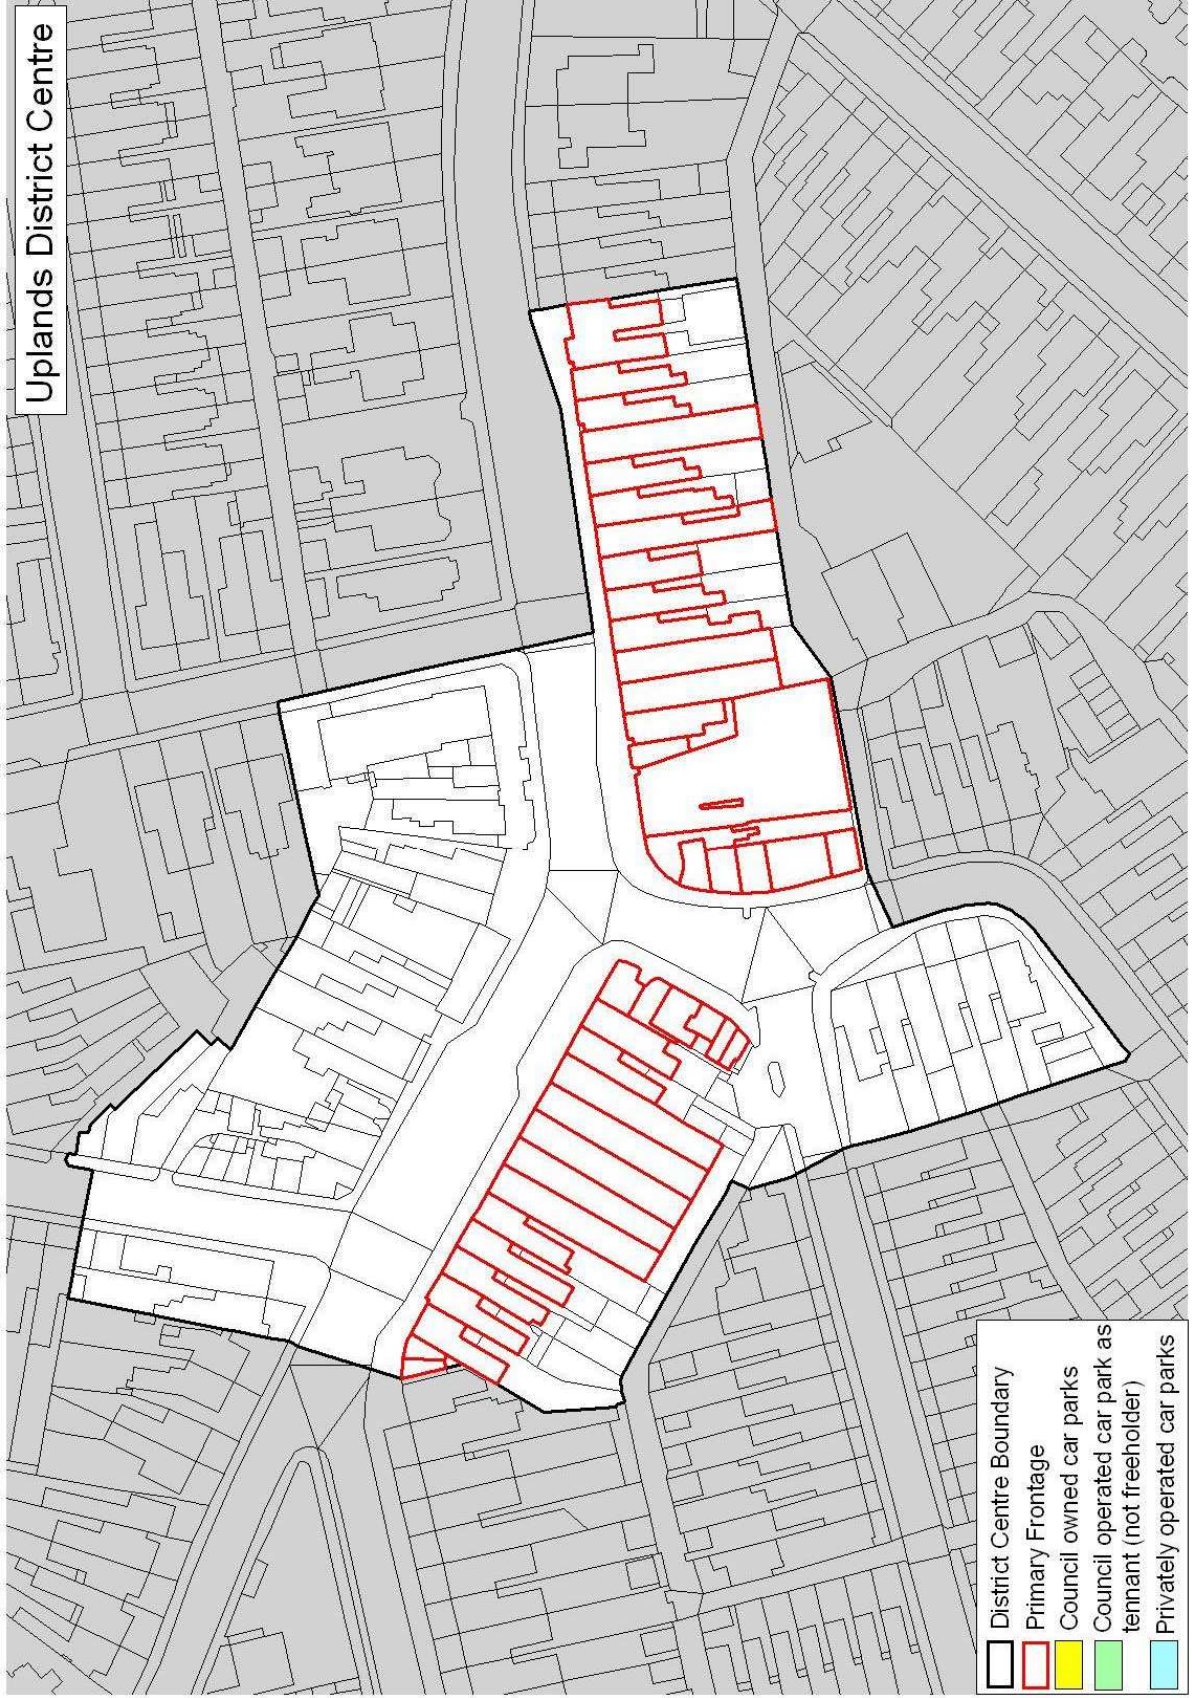 Uplands District Centre
District Centre Boundary
Primary Frontage
Council owned car parks
Council operated car park as
tennant (not freeholder)
Privately operated car parks